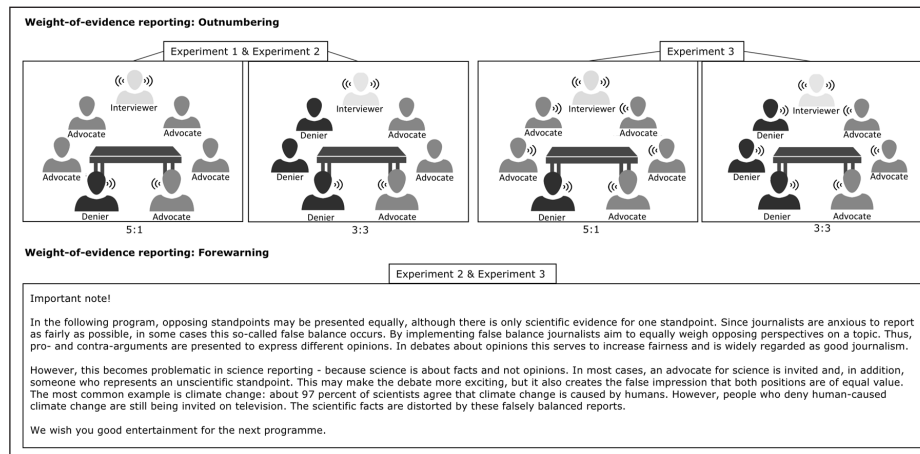 Weight-of-evidence reporting: Outnumbering
Experiment 1 & Experiment 2
Experiment 3
Interviewer
Advocate
Advocate
Advocate
Advocate
Denier
Advocate
5:1
Interviewer
Denier
Advocate
Denier
Advocate
Denier
Advocate
3:3
Interviewer
Advocate
Advocate
Advocate
Advocate
Denier
Advocate
5:1
Interviewer
Denier
Advocate
Denier
Advocate
Denier
Advocate
3:3
Weight-of-evidence reporting: Forewarning
Experiment 2 & Experiment 3
Important note!
In the following program, opposing standpoints may be presented equally, although there is only scientific evidence for one standpoint. Since journalists are anxious to report
as fairly as possible, in some cases this so-called false balance occurs. By implementing false balance journalists aim to equally weigh opposing perspectives on a topic. Thus,
pro- and contra-arguments are presented to express different opinions. In debates about opinions this serves to increase fairness and is widely regarded as good journalism.
However, this becomes problematic in science reporting - because science is about facts and not opinions. In most cases, an advocate for science is invited and, in addition,
someone who represents an unscientific standpoint. This may make the debate more exciting, but it also creates the false impression that both positions are of equal value.
The most common example is climate change: about 97 percent of scientists agree that climate change is caused by humans. However, people who deny human-caused
climate change are still being invited on television. The scientific facts are distorted by these falsely balanced reports.
We wish you good entertainment for the next programme.